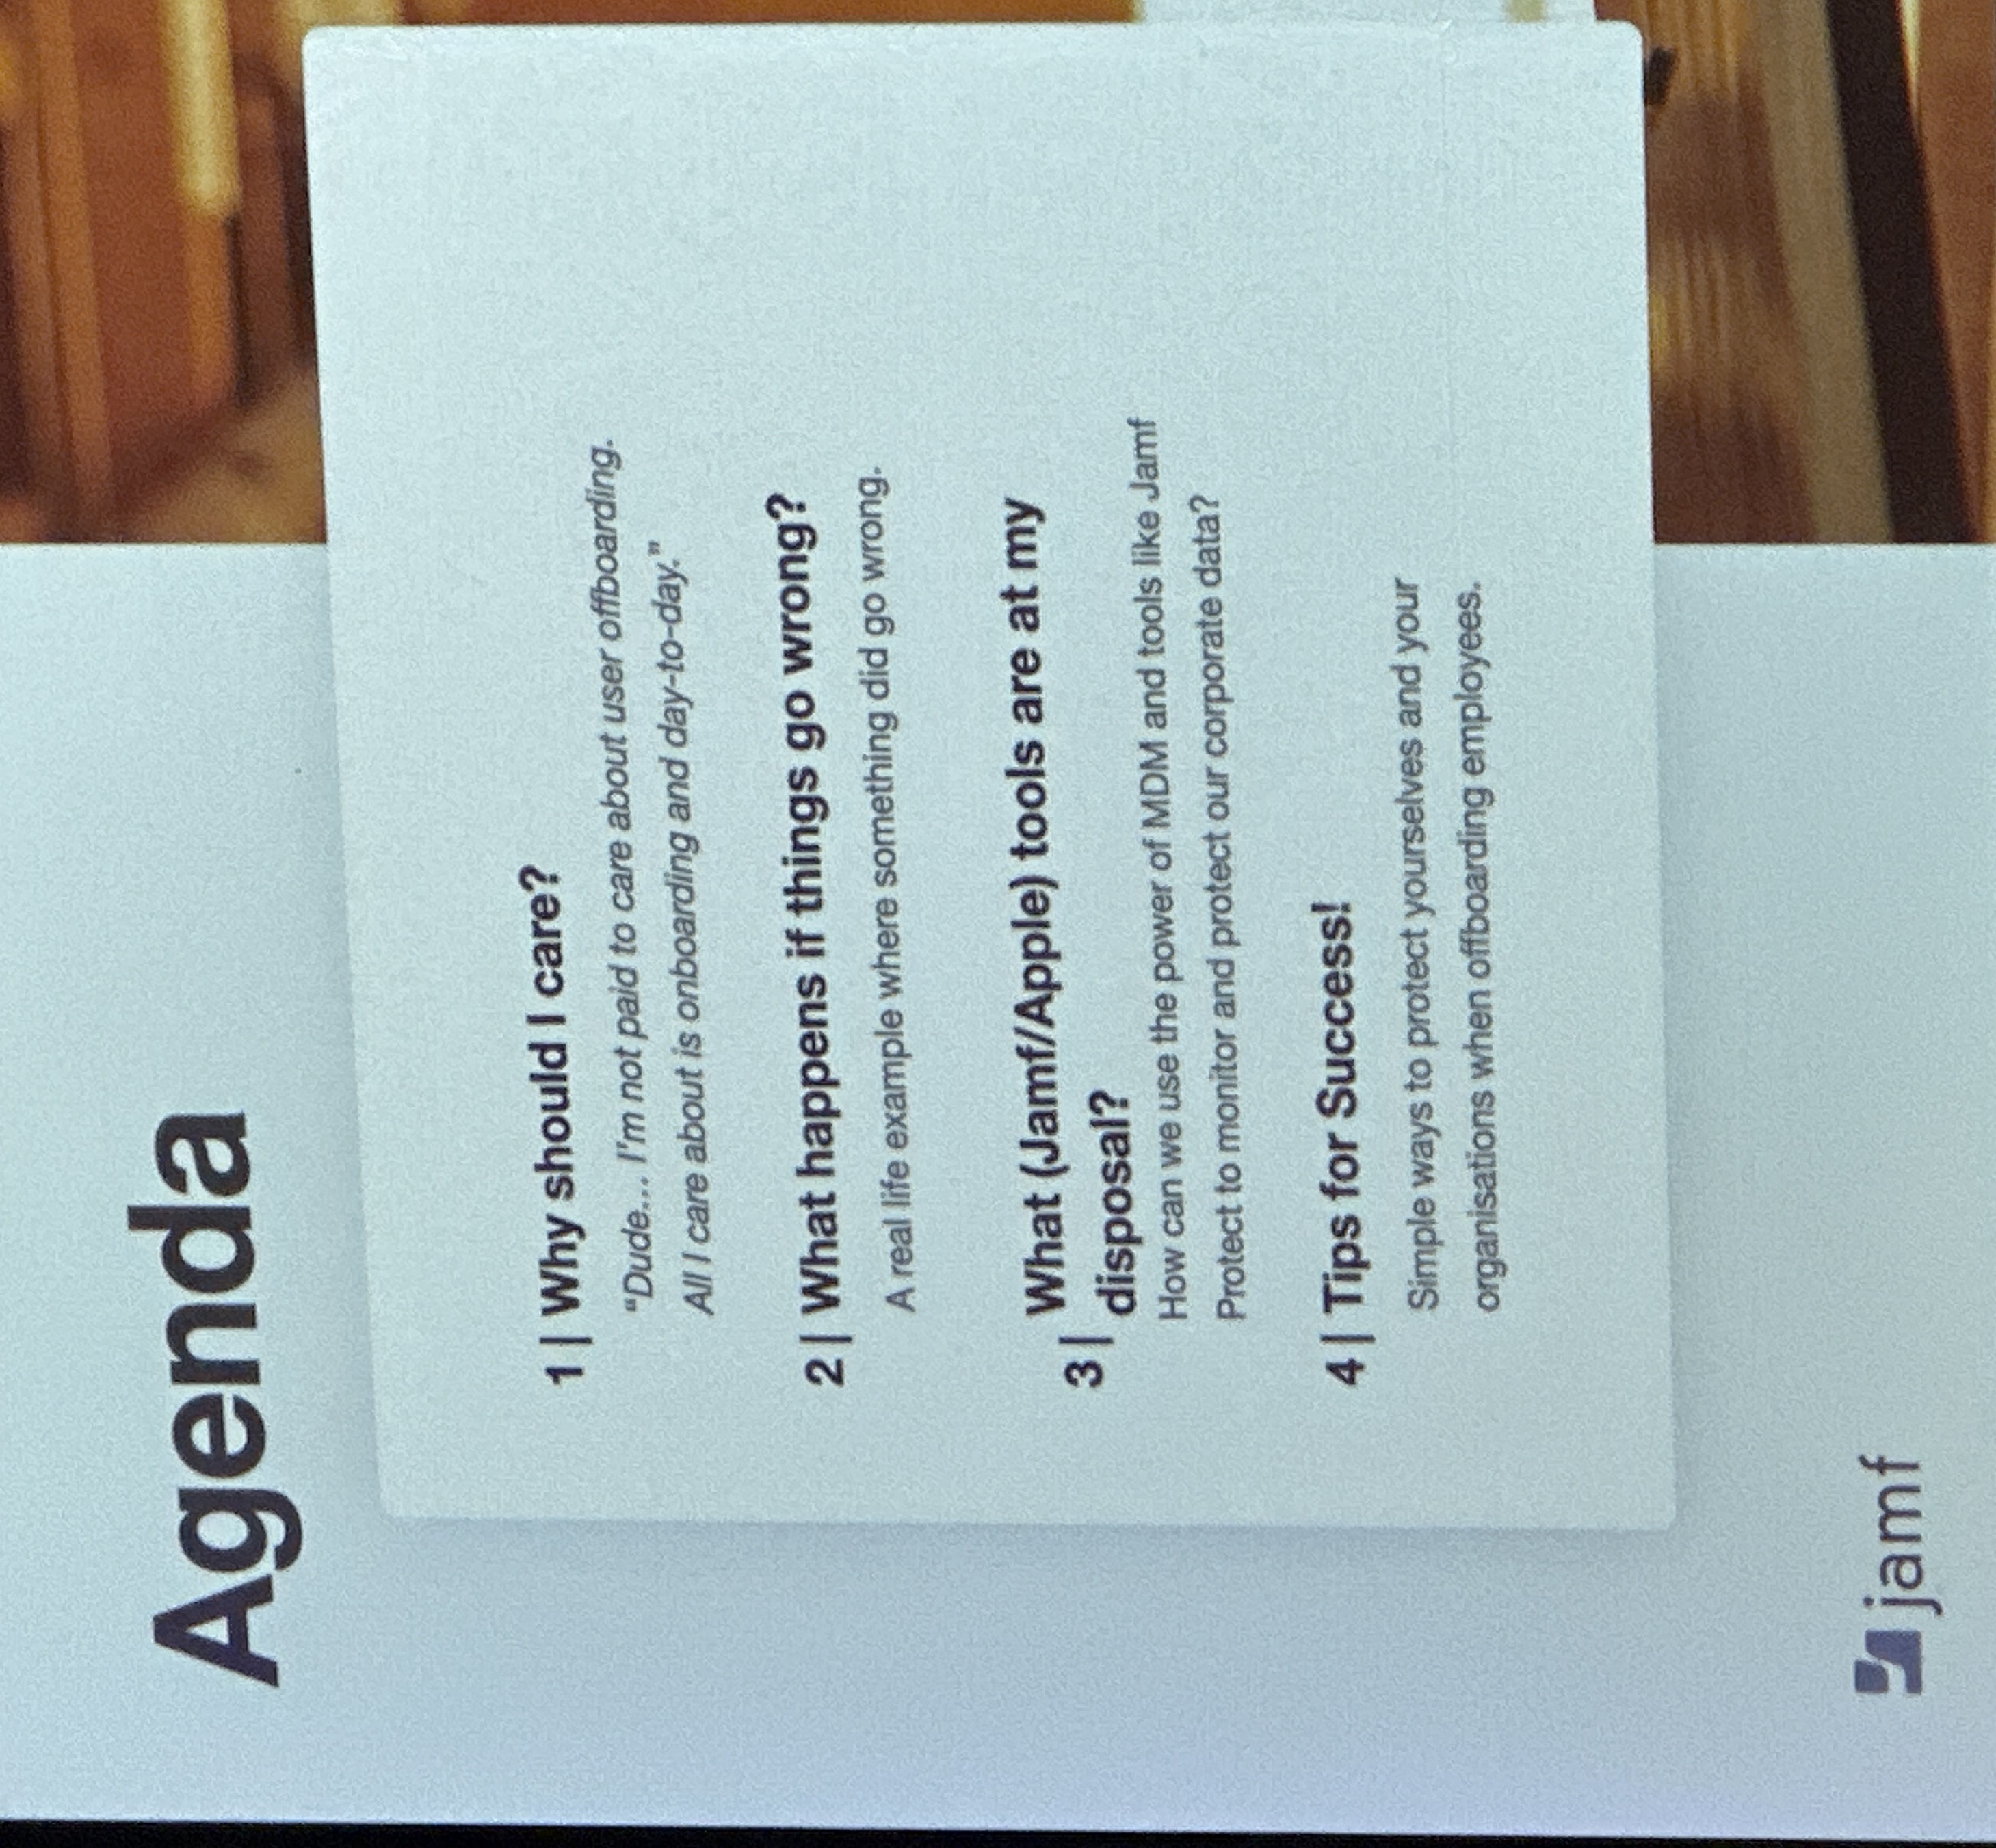 Agenda
1 | Why should I care?
“Dude... I'm not paid to care about user offboarding.
All I care about is onboarding and day-to-day.”
2 | What happens if things go wrong?
A real life example where something did go wrong.
3 | What (Jamf/Apple) tools are at my
disposal?
How can we use the power of MDM and tools like Jamf
Protect to monitor and protect our corporate data?
4 | Tips for Success!
Simple ways to protect yourselves and your
organisations when offboarding employees.
jamf